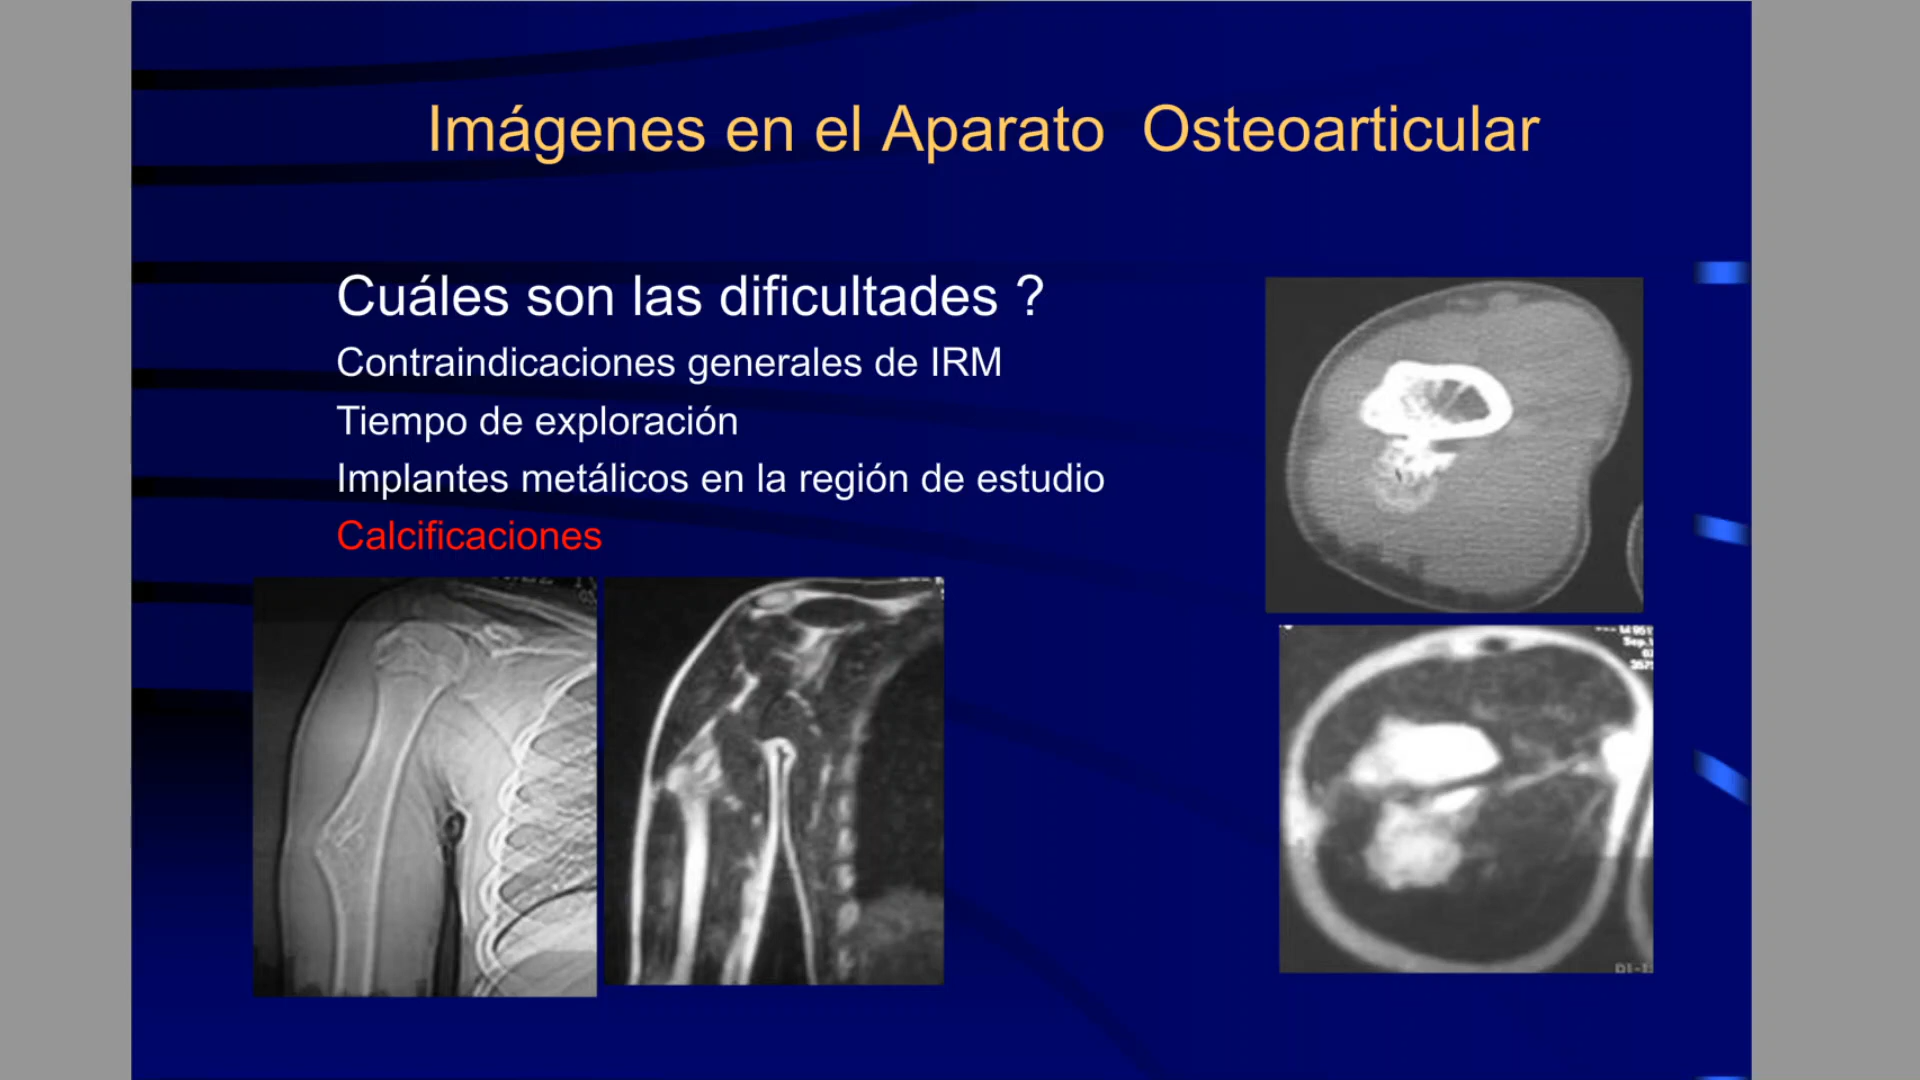 Imágenes en el Aparato Osteoarticular
Cuáles son las dificultades ?
Contraindicaciones generales de IRM
Tiempo de exploración
Implantes metálicos en la región de estudio
Calcificaciones